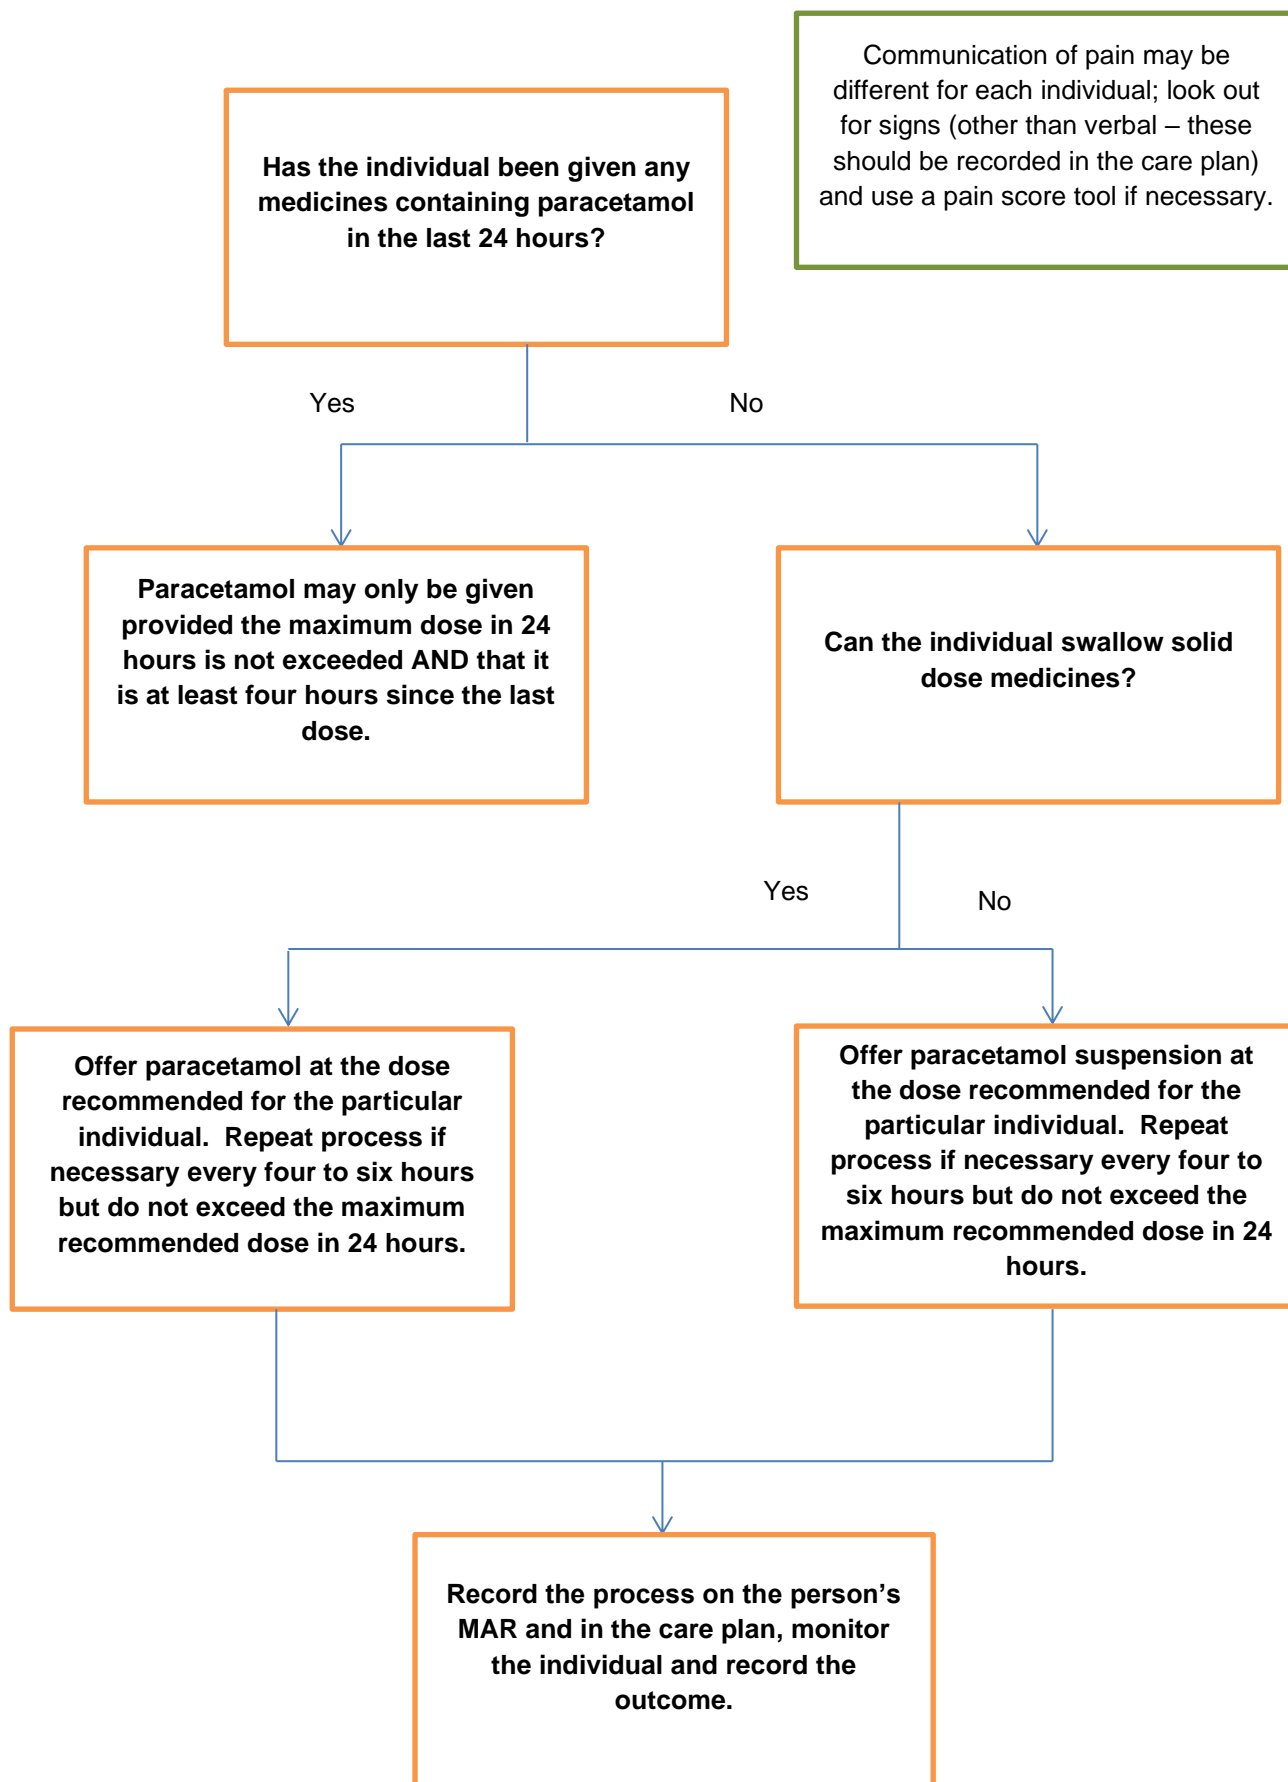 Communication of pain may be
different for each individual; look out
for signs (other than verbal – these
should be recorded in the care plan)
and use a pain score tool if necessary.
Has the individual been given any
medicines containing paracetamol
in the last 24 hours?
Yes
No
Paracetamol may only be given
provided the maximum dose in 24
hours is not exceeded AND that it
is at least four hours since the last
dose.
Can the individual swallow solid
dose medicines?
Yes
No
Offer paracetamol at the dose
recommended for the particular
individual.  Repeat process if
necessary every four to six hours
but do not exceed the maximum
recommended dose in 24 hours.
Offer paracetamol suspension at
the dose recommended for the
particular individual.  Repeat
process if necessary every four to
six hours but do not exceed the
maximum recommended dose in 24
hours.
Record the process on the person’s
MAR and in the care plan, monitor
the individual and record the
outcome.